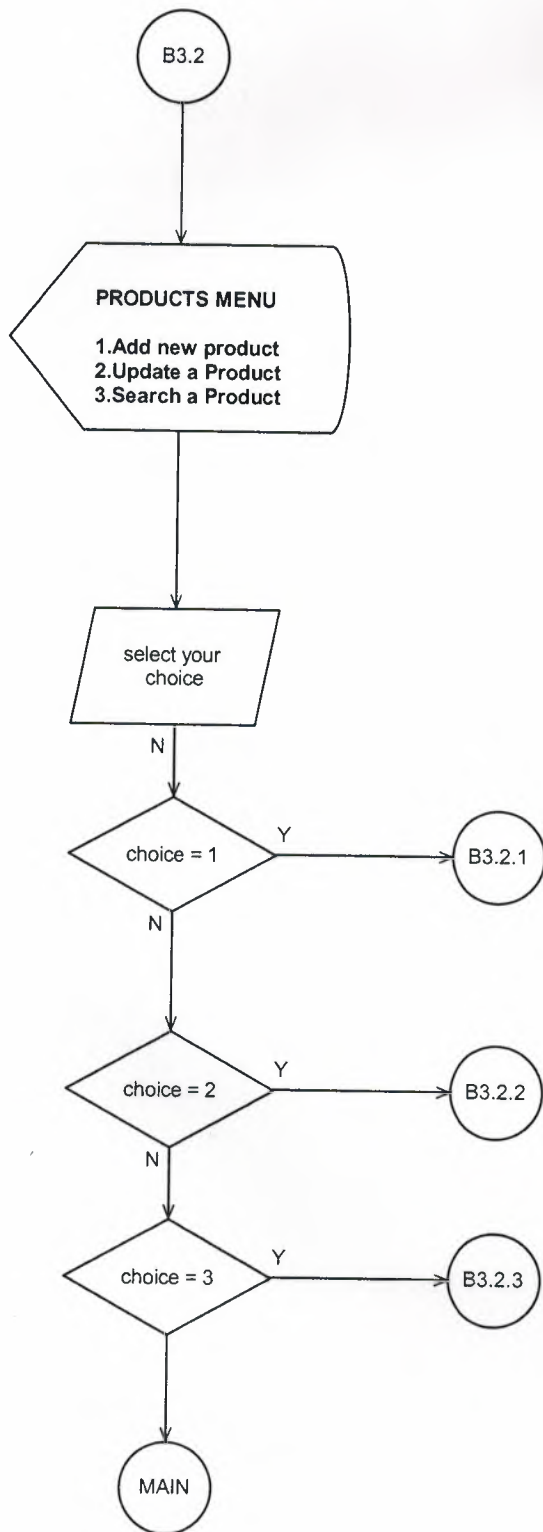 B3.2
PRODUCTS MENU
1.Add new product
2.Update a Product
3.Search a Product
select your
choice
N
choice = 1
Y
B3.2.1
N
choice = 2
Y
B3.2.2
N
choice = 3
Y
B3.2.3
MAIN